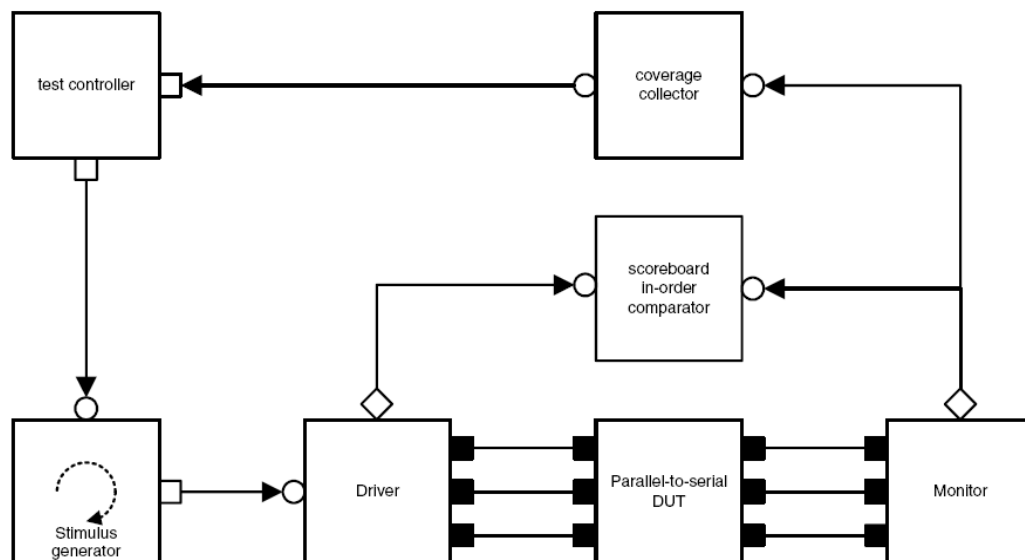 test controller
coverage
collector
scoreboard
in-order
comparator
Stimulus
generator
Driver
Parallel-to-serial
DUT
Monitor